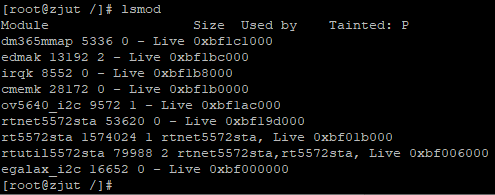 [root@zjut /]# lsmod
Module                  Size  Used by    Tainted: P
dm365mmap 5336 0 - Live 0xbf1c1000
edmak 13192 2 - Live 0xbf1bc000
irqk 8552 0 - Live 0xbf1b8000
cmemk 28172 0 - Live 0xbf1b0000
ov5640_i2c 9572 1 - Live 0xbf1ac000
rtnet5572sta 53620 0 - Live 0xbf19d000
rt5572sta 1574024 1 rtnet5572sta, Live 0xbf01b000
rtutil5572sta 79988 2 rtnet5572sta,rt5572sta, Live 0xbf006000
egalax_i2c 16652 0 - Live 0xbf000000
[root@zjut /]#